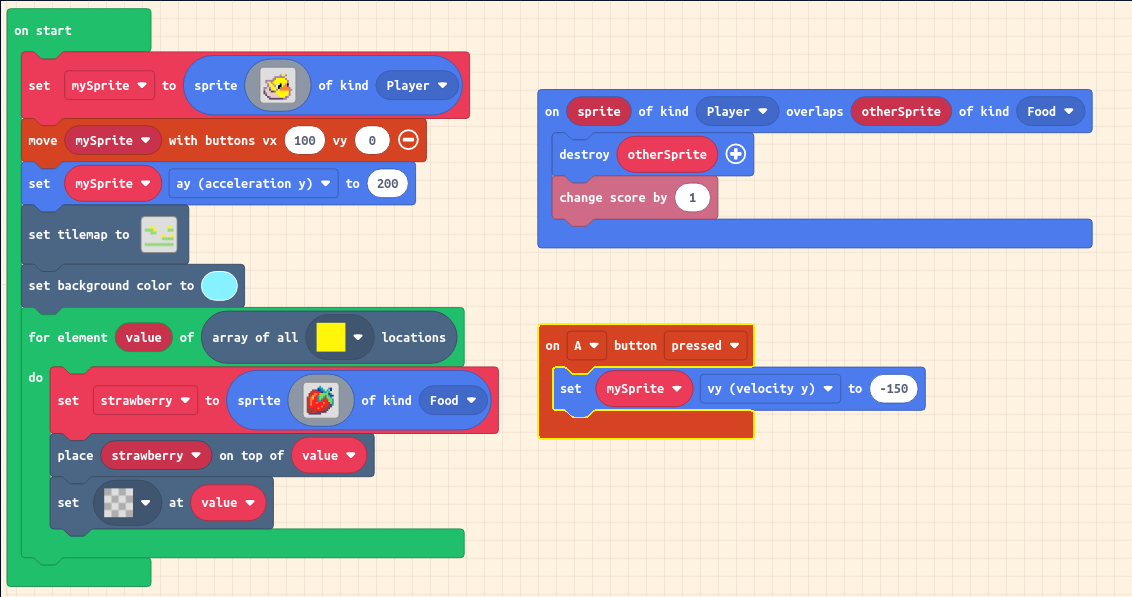 on start
set mySprite to sprite of kind Player
move mySprite with buttons vx 100 vy 0
set mySprite ay (acceleration y) to 200
set tilemap to
set background color to
for element value of array of all locations
do
set strawberry to sprite of kind Food
place strawberry on top of value
set at value
on sprite of kind Player overlaps otherSprite of kind Food
destroy otherSprite
change score by 1
on A button pressed
set mySprite vy (velocity y) to -150